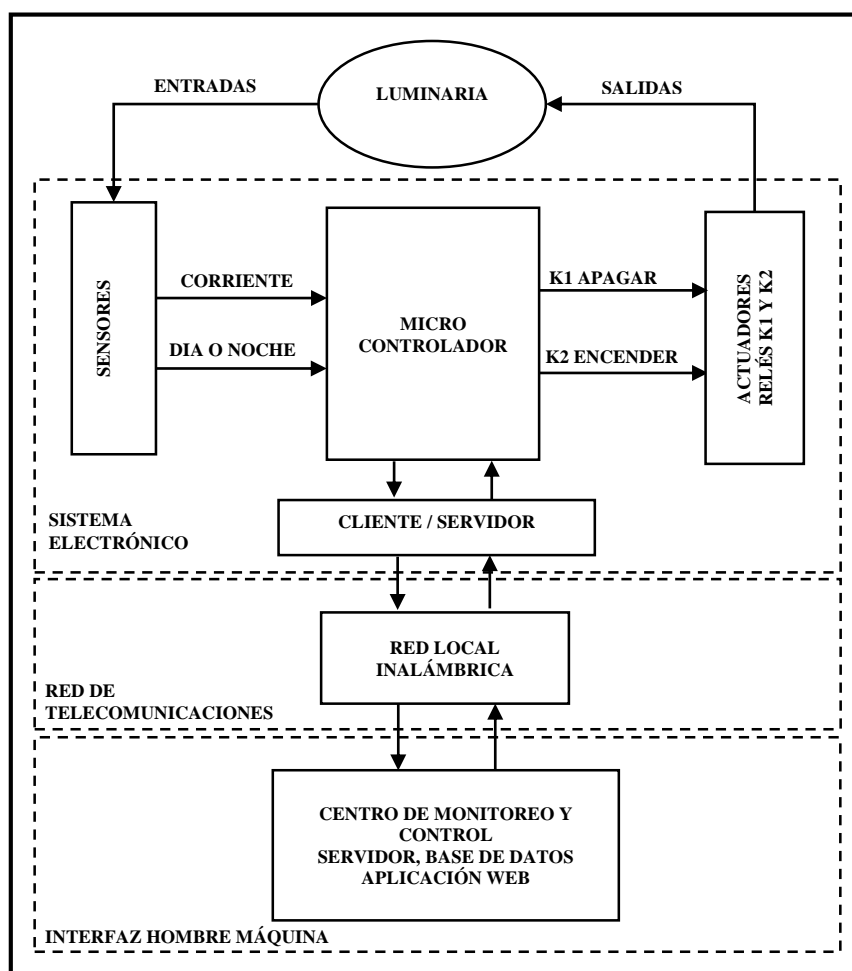 ENTRADAS
LUMINARIA
SALIDAS
SENSORES
CORRIENTE
DIA O NOCHE
MICRO
CONTROLADOR
K1 APAGAR
K2 ENCENDER
ACTUADORES
RELÉS K1 Y K2
CLIENTE / SERVIDOR
SISTEMA
ELECTRÓNICO
RED LOCAL
INALÁMBRICA
RED DE
TELECOMUNICACIONES
CENTRO DE MONITOREO Y
CONTROL
SERVIDOR, BASE DE DATOS
APLICACIÓN WEB
INTERFAZ HOMBRE MÁQUINA